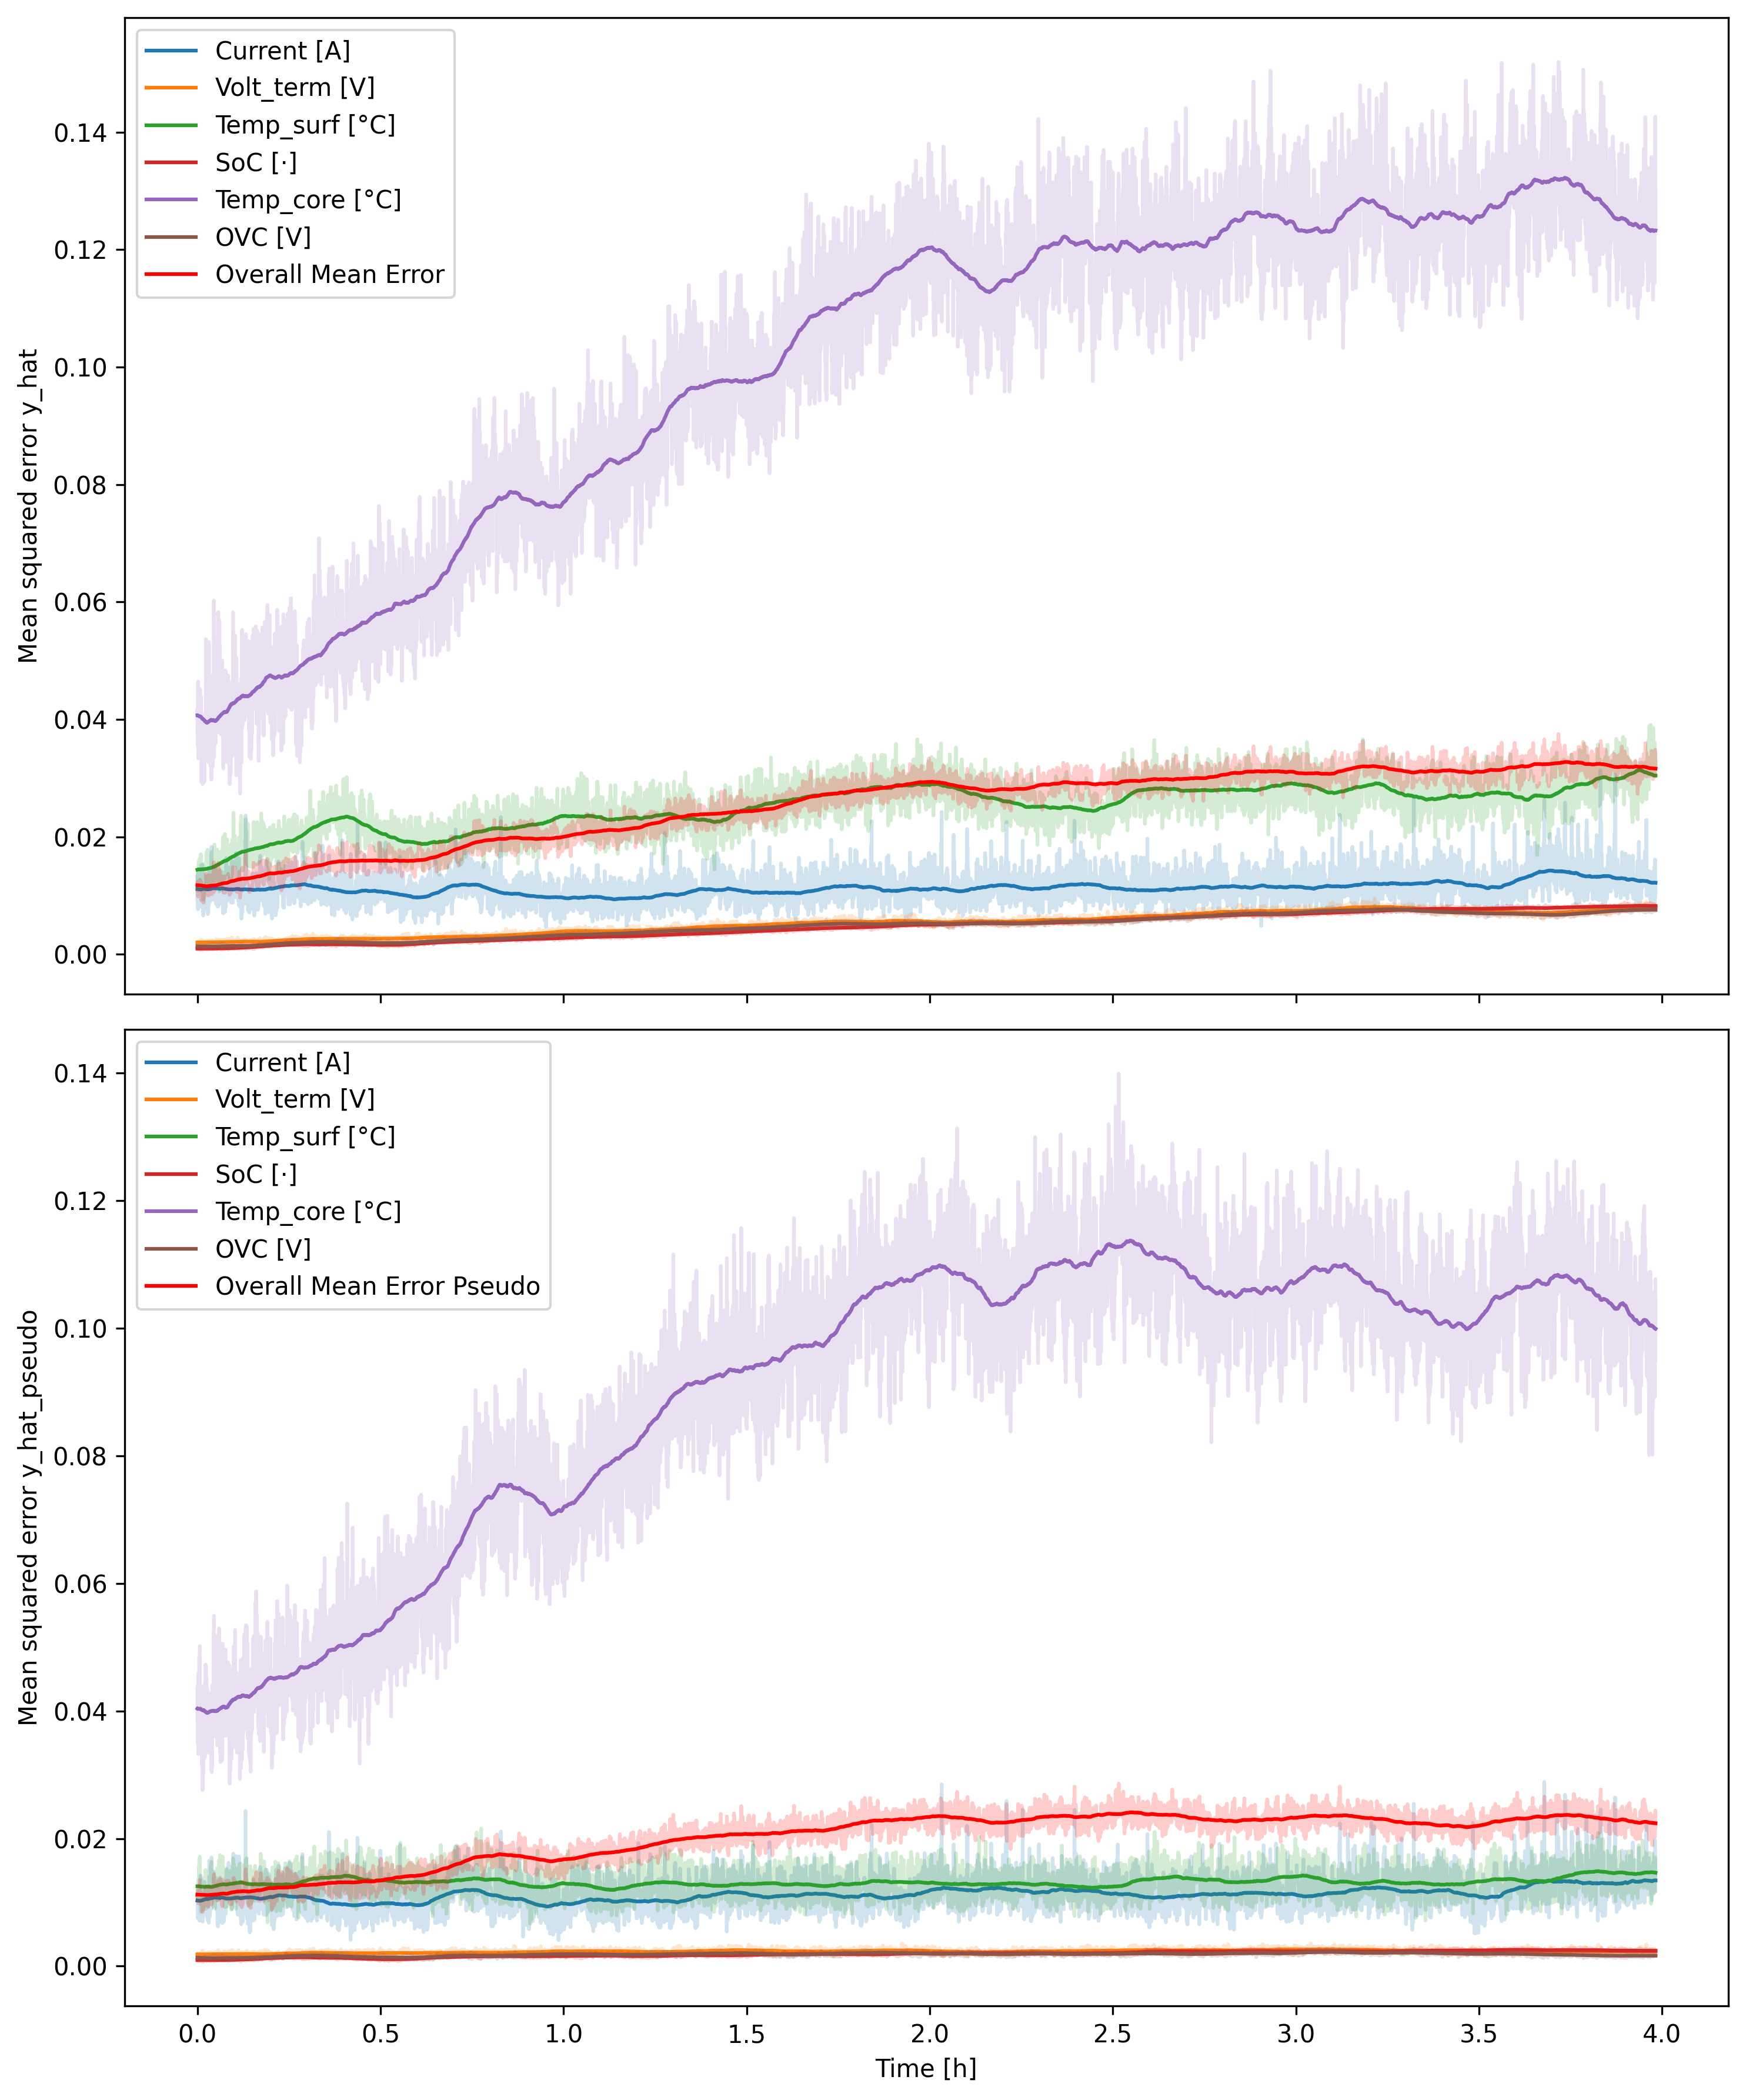 Current [A]
Volt_term [V]
Temp_surf [°C]
SoC [·]
Temp_core [°C]
OVC [V]
Overall Mean Error
Mean squared error y_hat
0.14
0.12
0.10
0.08
0.06
0.04
0.02
0.00
Current [A]
Volt_term [V]
Temp_surf [°C]
SoC [·]
Temp_core [°C]
OVC [V]
Overall Mean Error Pseudo
Mean squared error y_hat_pseudo
0.14
0.12
0.10
0.08
0.06
0.04
0.02
0.00
0.0 0.5 1.0 1.5 2.0 2.5 3.0 3.5 4.0
Time [h]